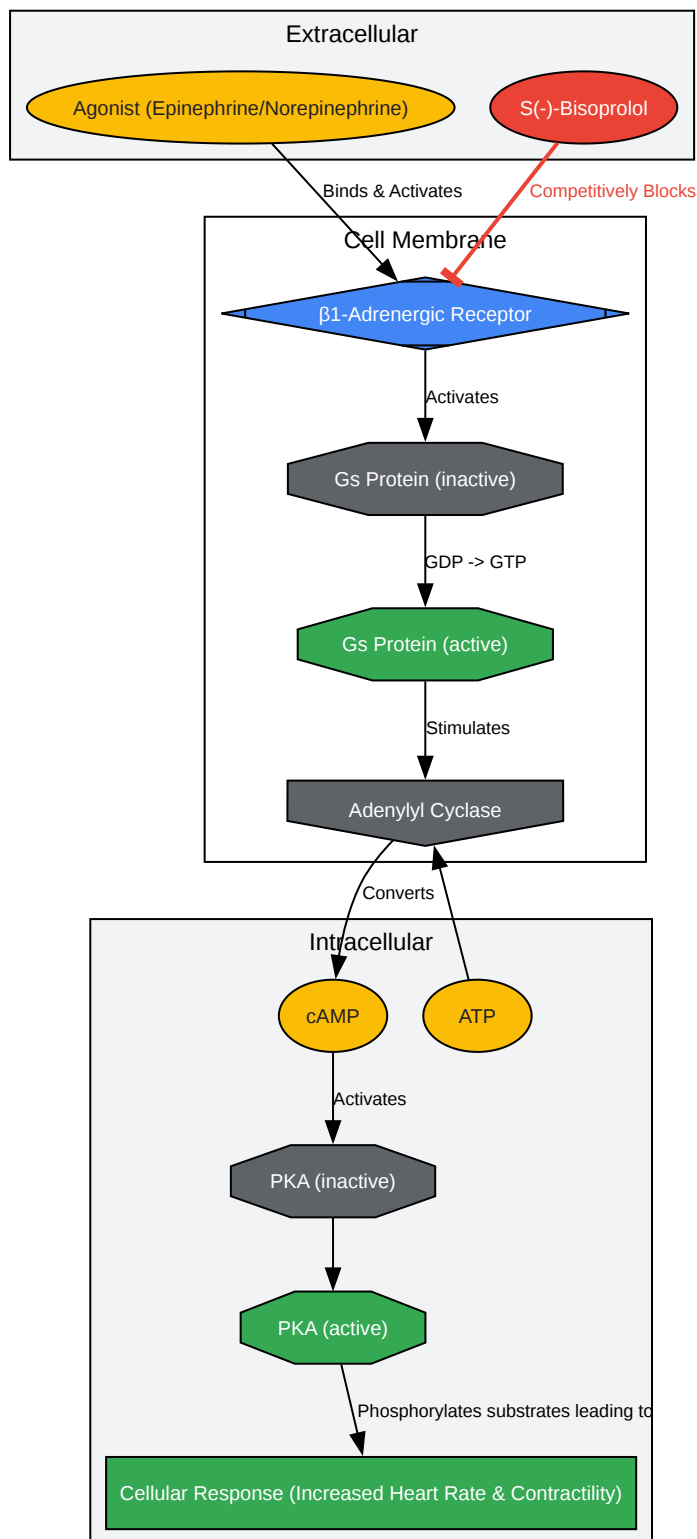 Extracellular
Agonist (Epinephrine/Norepinephrine)
S(-)-Bisoprolol
Binds & Activates
Competitively Blocks
Cell Membrane
β1-Adrenergic Receptor
Activates
Gs Protein (inactive)
GDP -> GTP
Gs Protein (active)
Stimulates
Adenylyl Cyclase
Converts
Intracellular
cAMP
ATP
Activates
PKA (inactive)
PKA (active)
Phosphorylates substrates leading to
Cellular Response (Increased Heart Rate & Contractility)